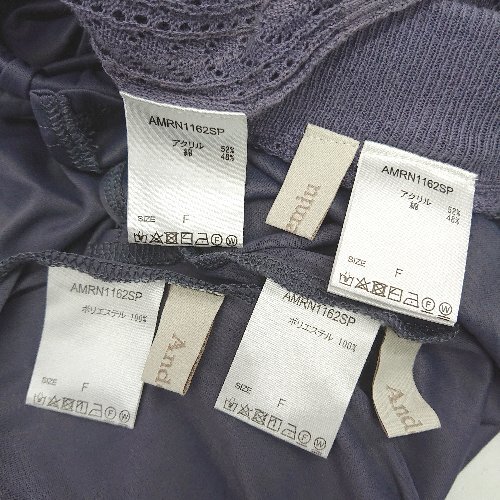 AMRN1162SP
アクリル 52%
綿 48%
SIZE F
emiu
AMRN1162SP
アクリル 52%
綿 48%
SIZE F
AMRN1162SP
ポリエステル 100%
SIZE F
And
AMRN1162SP
ポリエステル 100%
SIZE F
And